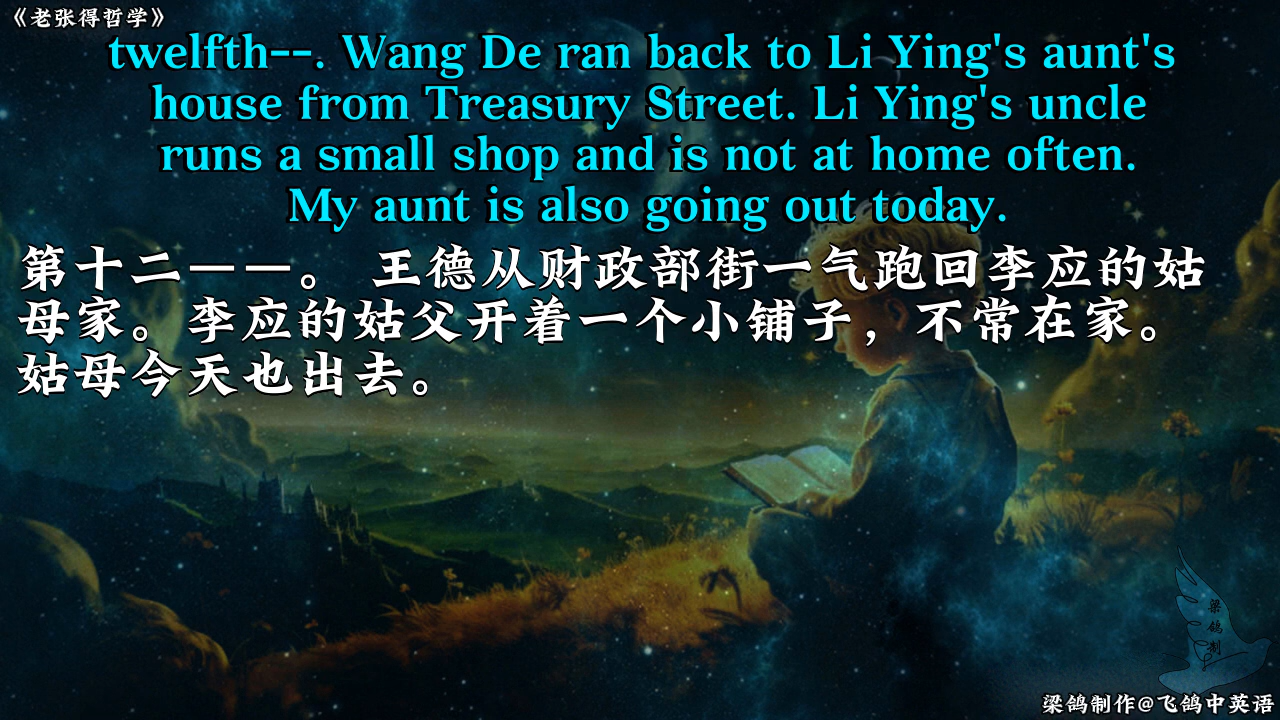 《老张得哲学》
twelfth--. Wang De ran back to Li Ying's aunt's
house from Treasury Street. Li Ying's uncle
runs a small shop and is not at home often.
My aunt is also going out today.
第十二——。 王德从财政部街一气跑回李应的姑
母家。李应的姑父开着一个小铺子，不常在家。
姑母今天也出去。
梁
鸽
制
梁鸽制作@飞鸽中英语